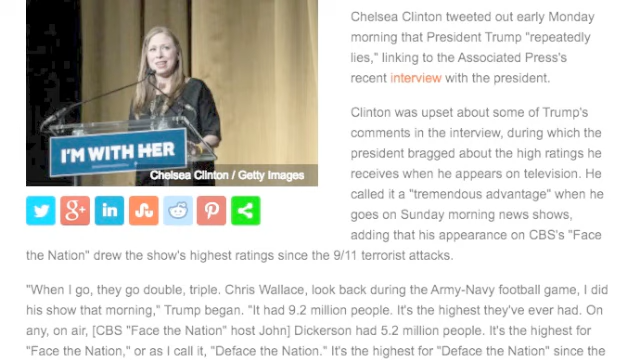 Chelsea Clinton tweeted out early Monday
morning that President Trump "repeatedly
lies," linking to the Associated Press's
recent interview with the president.
Clinton was upset about some of Trump's
comments in the interview, during which the
president bragged about the high ratings he
receives when he appears on television. He
called it a "tremendous advantage" when he
goes on Sunday morning news shows,
adding that his appearance on CBS's "Face
I'M WITH HER
Chelsea Clinton / Getty Images
the Nation" drew the show's highest ratings since the 9/11 terrorist attacks.
"When I go, they go double, triple. Chris Wallace, look back during the Army-Navy football game, I did
his show that morning," Trump began. "It had 9.2 million people. It's the highest they've ever had. On
any, on air, [CBS "Face the Nation" host John] Dickerson had 5.2 million people. It's the highest for
"Face the Nation," or as I call it, "Deface the Nation." It's the highest for "Deface the Nation" since the